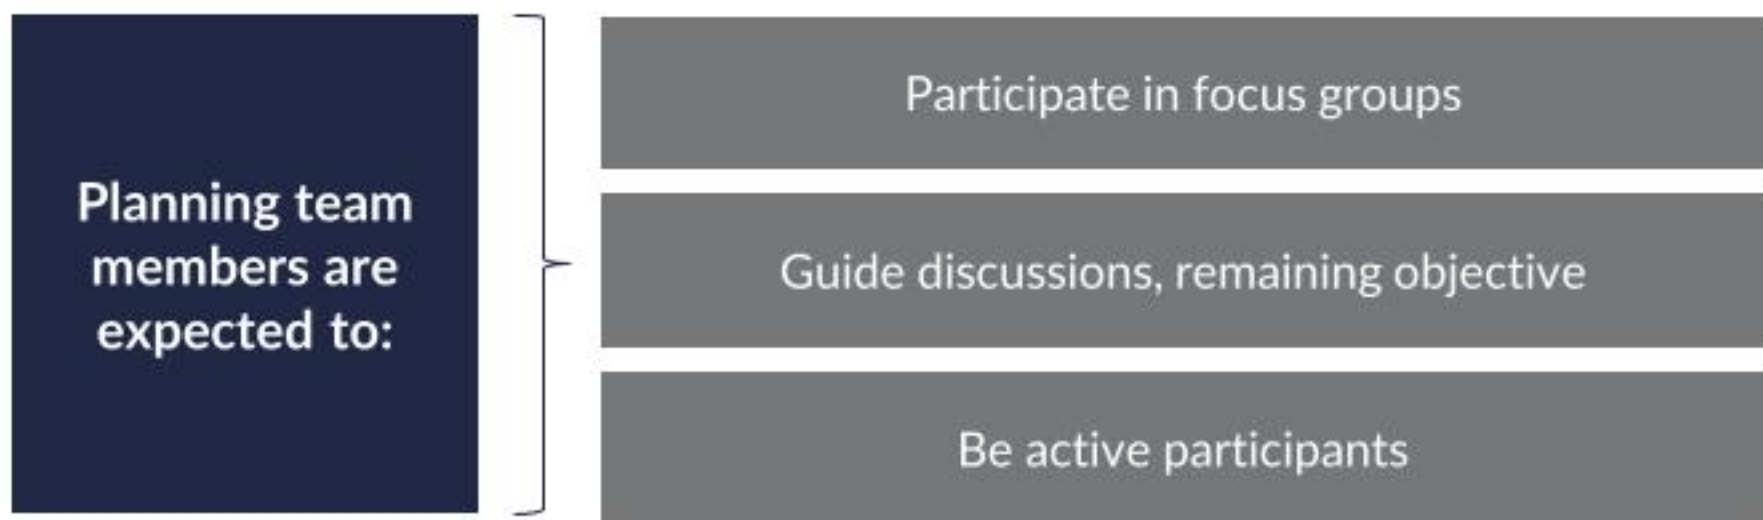 Planning team
members are
expected to:
Participate in focus groups
Guide discussions, remaining objective
Be active participants